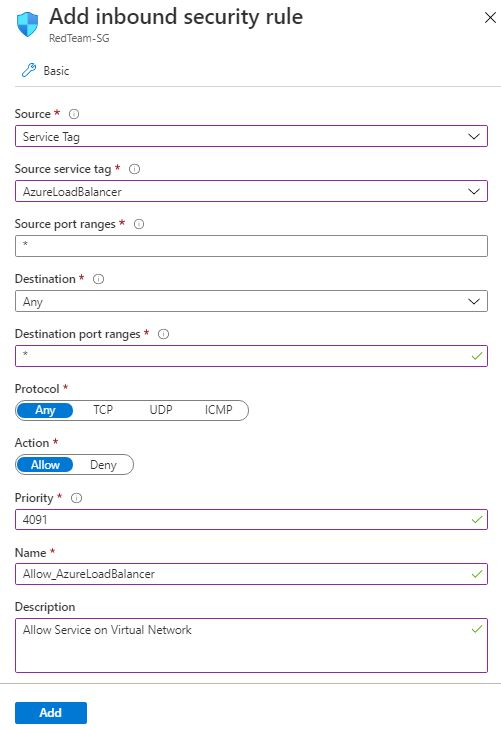 Add inbound security rule
RedTeam-SG
Basic
Source *
Service Tag
Source service tag *
AzureLoadBalancer
Source port ranges *
*
Destination *
Any
Destination port ranges *
*
Protocol *
Any TCP UDP ICMP
Action *
Allow Deny
Priority *
4091
Name *
Allow_AzureLoadBalancer
Description
Allow Service on Virtual Network
Add